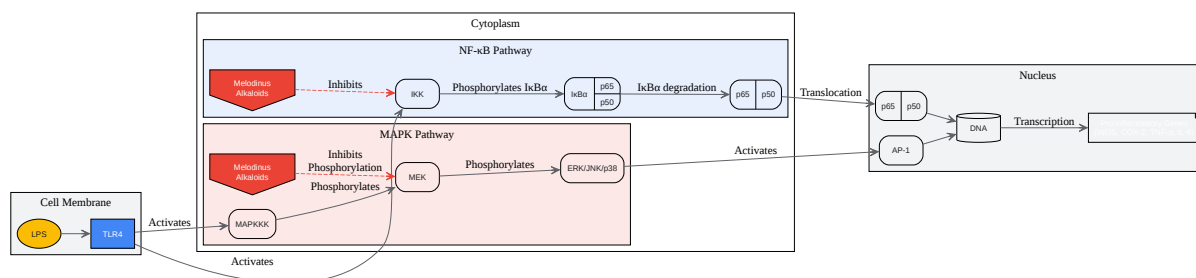 Cytoplasm
NF-κB Pathway
Melodinus
Alkaloids
Inhibits
IKK
Phosphorylates IκBα
IκBα
p65
p50
IκBα degradation
p65
p50
Translocation
Nucleus
p65
p50
DNA
Transcription
AP-1
MAPK Pathway
Melodinus
Alkaloids
Inhibits
Phosphorylation
Phosphorylates
MEK
Phosphorylates
ERK/JNK/p38
Activates
MAPKKK
Cell Membrane
LPS
TLR4
Activates
Activates